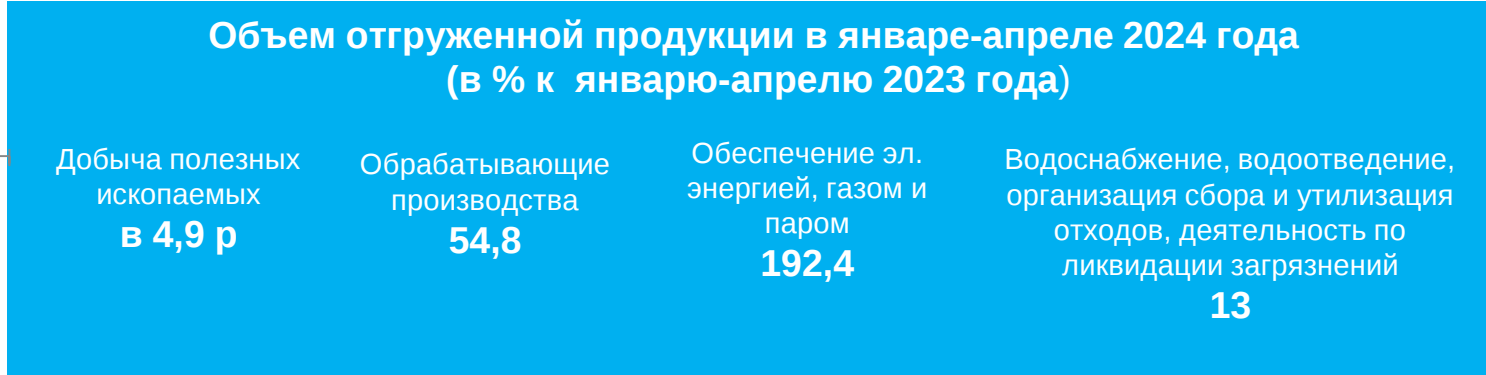 Объем отгруженной продукции в январе-апреле 2024 года
(в % к январю-апрелю 2023 года)
Добыча полезных
ископаемых
в 4,9 р
Обрабатывающие
производства
54,8
Обеспечение эл.
энергией, газом и
паром
192,4
Водоснабжение, водоотведение,
организация сбора и утилизация
отходов, деятельность по
ликвидации загрязнений
13